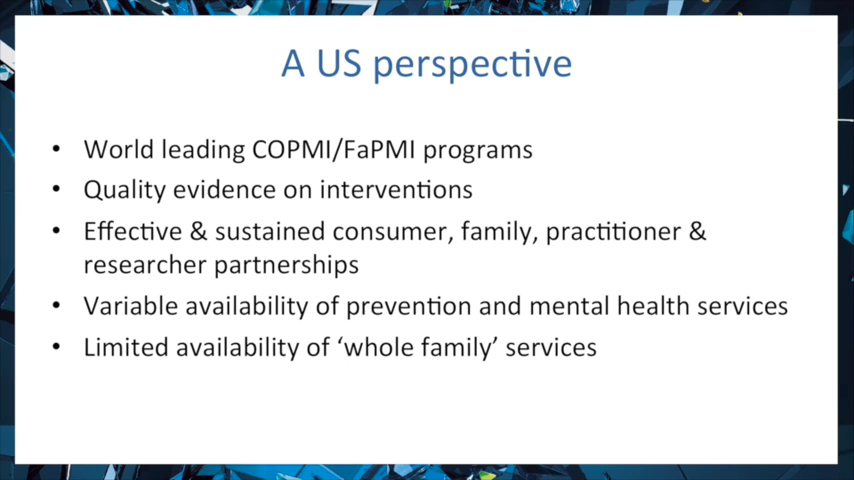 A US perspective
• World leading COPMI/FaPMI programs
• Quality evidence on interventions
• Effective & sustained consumer, family, practitioner &
researcher partnerships
• Variable availability of prevention and mental health services
• Limited availability of ‘whole family’ services